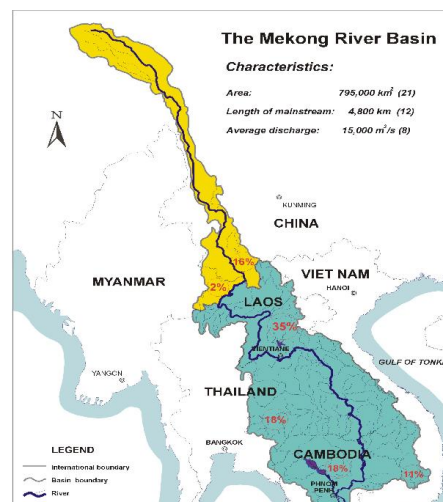 The Mekong River Basin
Characteristics:
Area: 795,000 km² (21)
Length of mainstream: 4,800 km (12)
Average discharge: 15,000 m³/s (8)
N
KUNMING
CHINA
MYANMAR
16%
2%
VIET NAM
HANOI
LAOS
35%
VIENTIANE
GULF OF TONK
YANGON
THAILAND
18%
BANGKOK
CAMBODIA
18%
11%
PHNOM
PENH
LEGEND
International boundary
Basin boundary
River